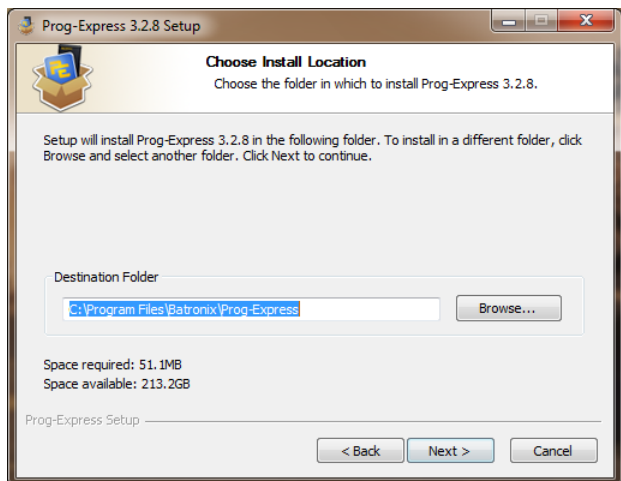 Prog-Express 3.2.8 Setup
Choose Install Location
Choose the folder in which to install Prog-Express 3.2.8.
Setup will install Prog-Express 3.2.8 in the following folder. To install in a different folder, click
Browse and select another folder. Click Next to continue.
Destination Folder
C:\Program Files\Batronix\Prog-Express
Browse...
Space required: 51.1MB
Space available: 213.2GB
Prog-Express Setup
< Back
Next >
Cancel